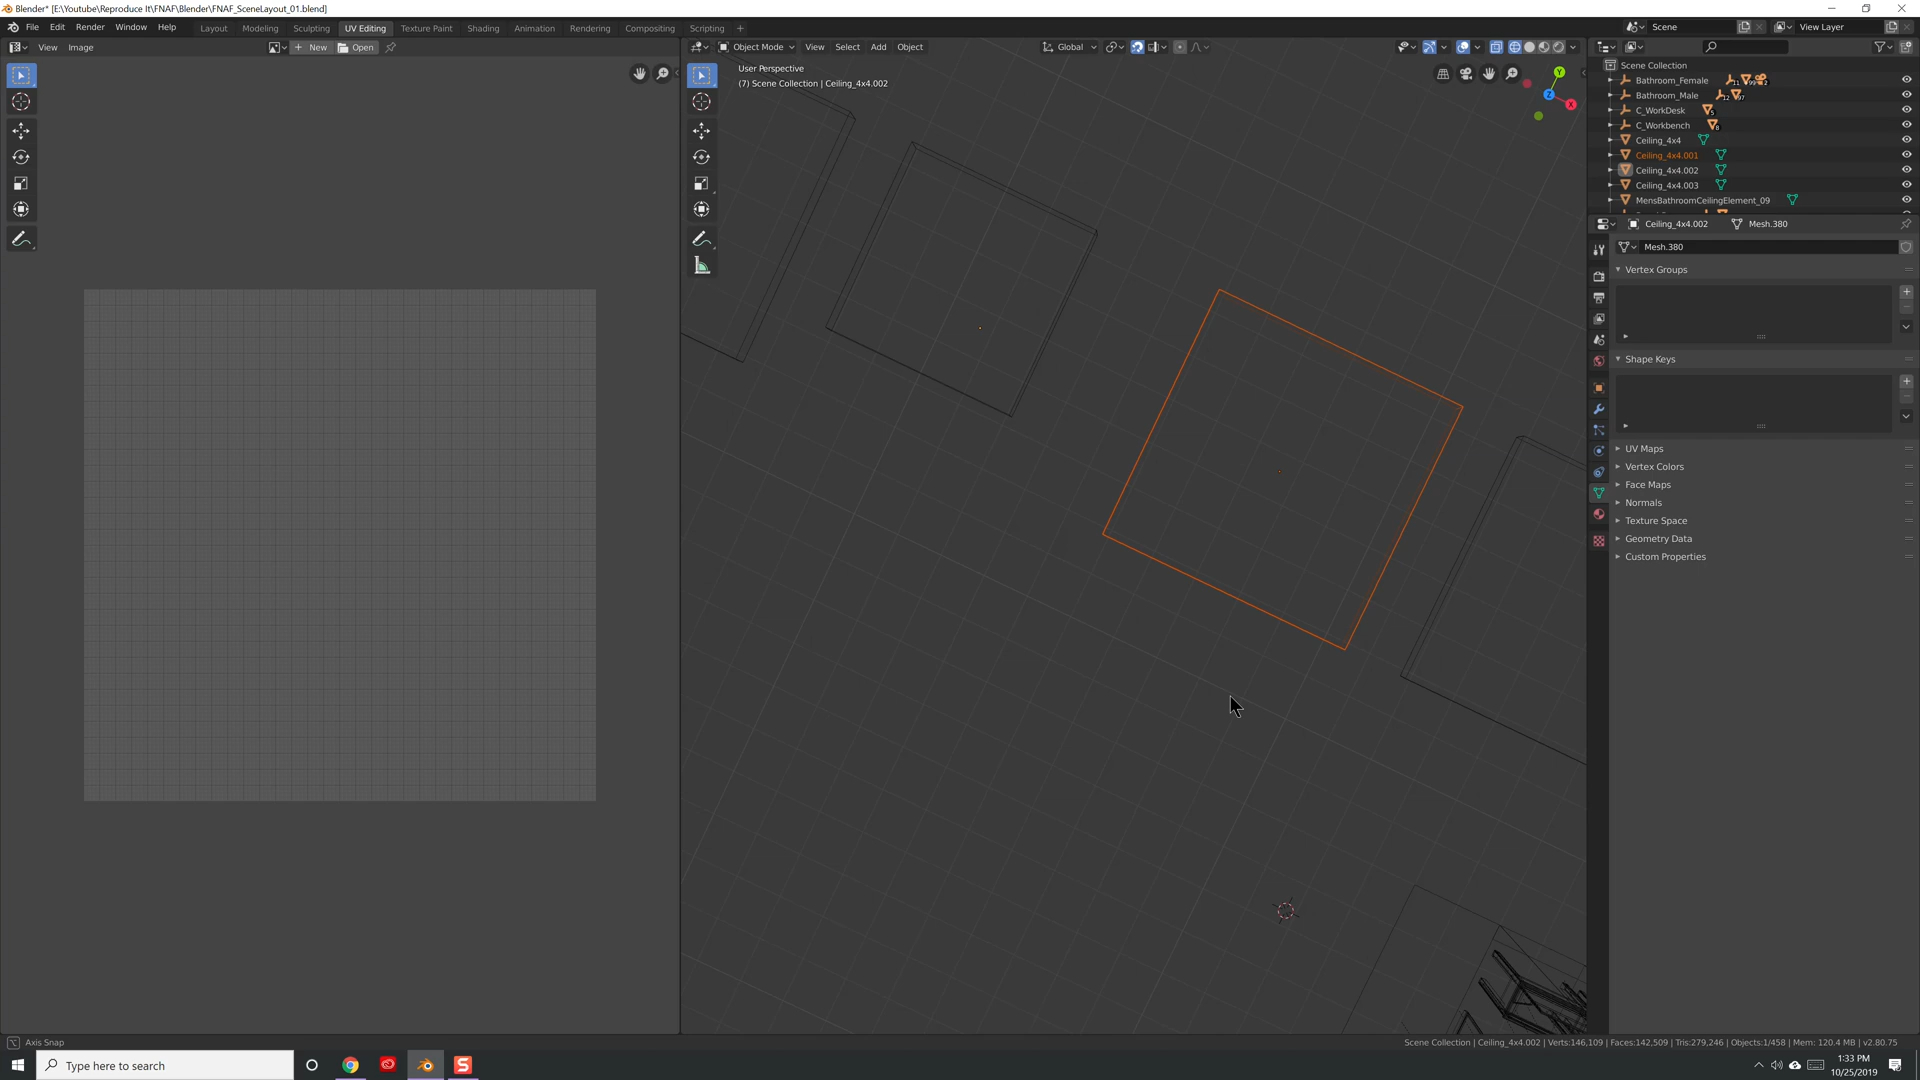 Blender* [E:\Youtube\Reproduce It\FNAF\Blender\FNAF_SceneLayout_01.blend]
File Edit Render Window Help Layout Modeling Sculpting UV Editing Texture Paint Shading Animation Rendering Compositing Scripting + Scene View Layer
View Image + New Open Object Mode View Select Add Object Global
User Perspective
(7) Scene Collection | Ceiling_4x4.002
Y
Z
X
Scene Collection
Bathroom_Female
Bathroom_Male
C_WorkDesk
C_Workbench
Ceiling_4x4
Ceiling_4x4.001
Ceiling_4x4.002
Ceiling_4x4.003
MensBathroomCeilingElement_09
Ceiling_4x4.002 Mesh.380
Mesh.380
Vertex Groups
Shape Keys
UV Maps
Vertex Colors
Face Maps
Normals
Texture Space
Geometry Data
Custom Properties
Axis Snap
Scene Collection | Ceiling_4x4.002 | Verts:146,109 | Faces:142,509 | Tris:279,246 | Objects:1/458 | Mem: 120.4 MB | v2.80.75
Type here to search
1:33 PM
10/25/2019